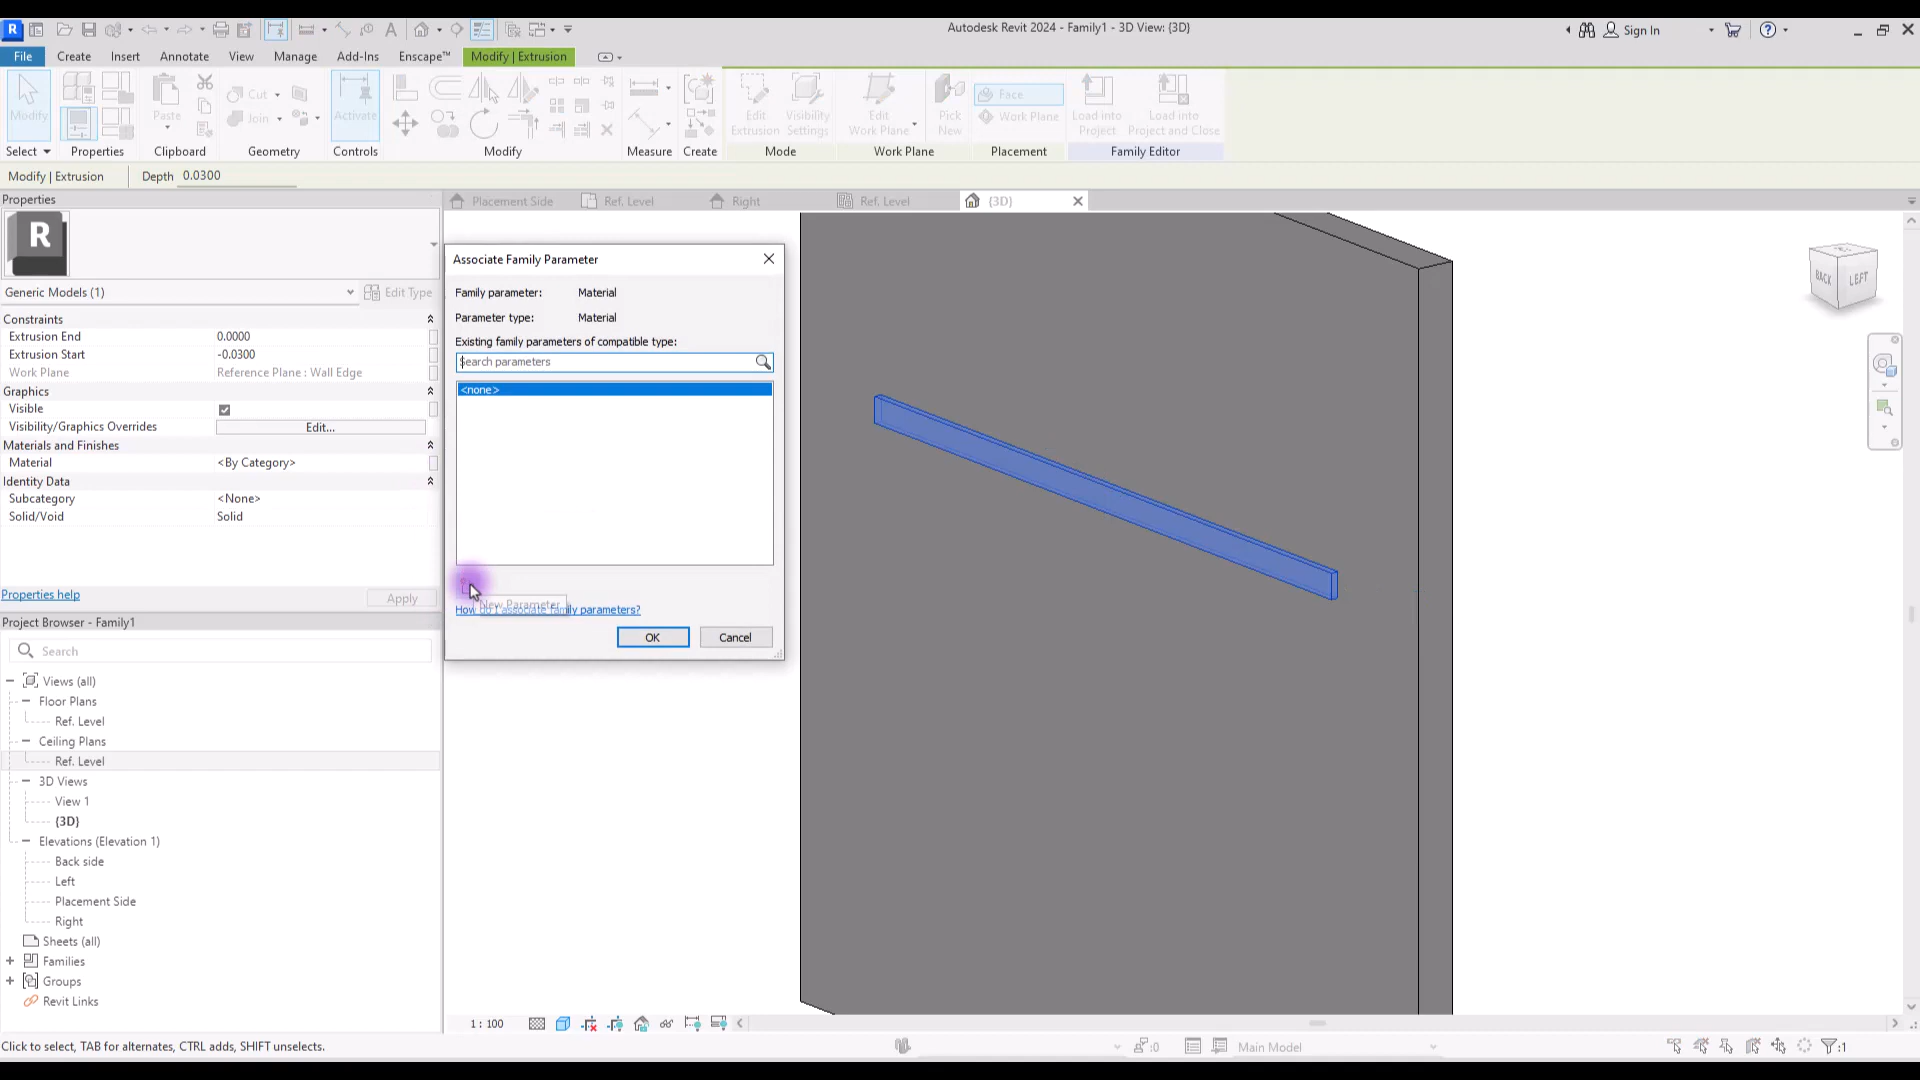 Autodesk Revit 2024 - Family1 - 3D View: {3D}
Sign In
File Create Insert Annotate View Manage Add-Ins Enscape™ Modify | Extrusion
Modify
Paste
Cut
Join
Activate
Edit Extrusion
Visibility Settings
Edit Work Plane
Pick New
Face
Work Plane
Load into Project
Load into Project and Close
Select Properties Clipboard Geometry Controls Modify Measure Create Mode Work Plane Placement Family Editor
Modify | Extrusion Depth 0.0300
Properties
Placement Side Ref. Level Right Ref. Level {3D}
R
Generic Models (1) Edit Type
Constraints
Extrusion End 0.0000
Extrusion Start -0.0300
Work Plane Reference Plane : Wall Edge
Graphics
Visible
Visibility/Graphics Overrides Edit...
Materials and Finishes
Material <By Category>
Identity Data
Subcategory <None>
Solid/Void Solid
Properties help Apply
Associate Family Parameter
Family parameter: Material
Parameter type: Material
Existing family parameters of compatible type:
Search parameters
<none>
New Parameter
How do I associate family parameters?
OK Cancel
BACK LEFT
Project Browser - Family1
Search
Views (all)
Floor Plans
Ref. Level
Ceiling Plans
Ref. Level
3D Views
View 1
{3D}
Elevations (Elevation 1)
Back side
Left
Placement Side
Right
Sheets (all)
Families
Groups
Revit Links
1 : 100
Click to select, TAB for alternates, CTRL adds, SHIFT unselects.
:0
Main Model
:1